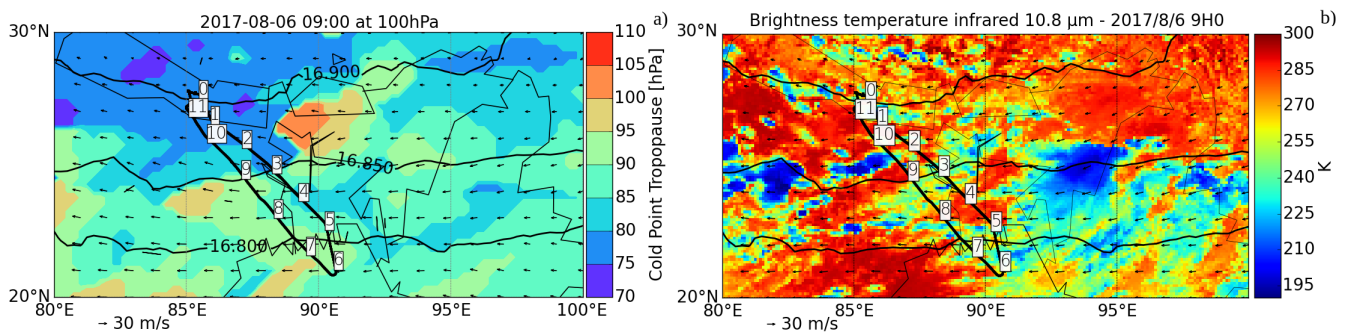 2017-08-06 09:00 at 100hPa
a)
30°N
20°N
80°E
85°E
90°E
95°E
100°E
→ 30 m/s
16.900
16.850
16.800
0
11
1
10
2
3
9
4
8
5
7
6
110
105
100
95
90
85
80
75
70
Cold Point Tropopause [hPa]
Brightness temperature infrared 10.8 µm - 2017/8/6 9H0
b)
30°N
20°N
80°E
85°E
90°E
95°E
→ 30 m/s
0
11
1
10
2
3
9
4
8
5
7
6
300
285
270
255
240
225
210
195
K